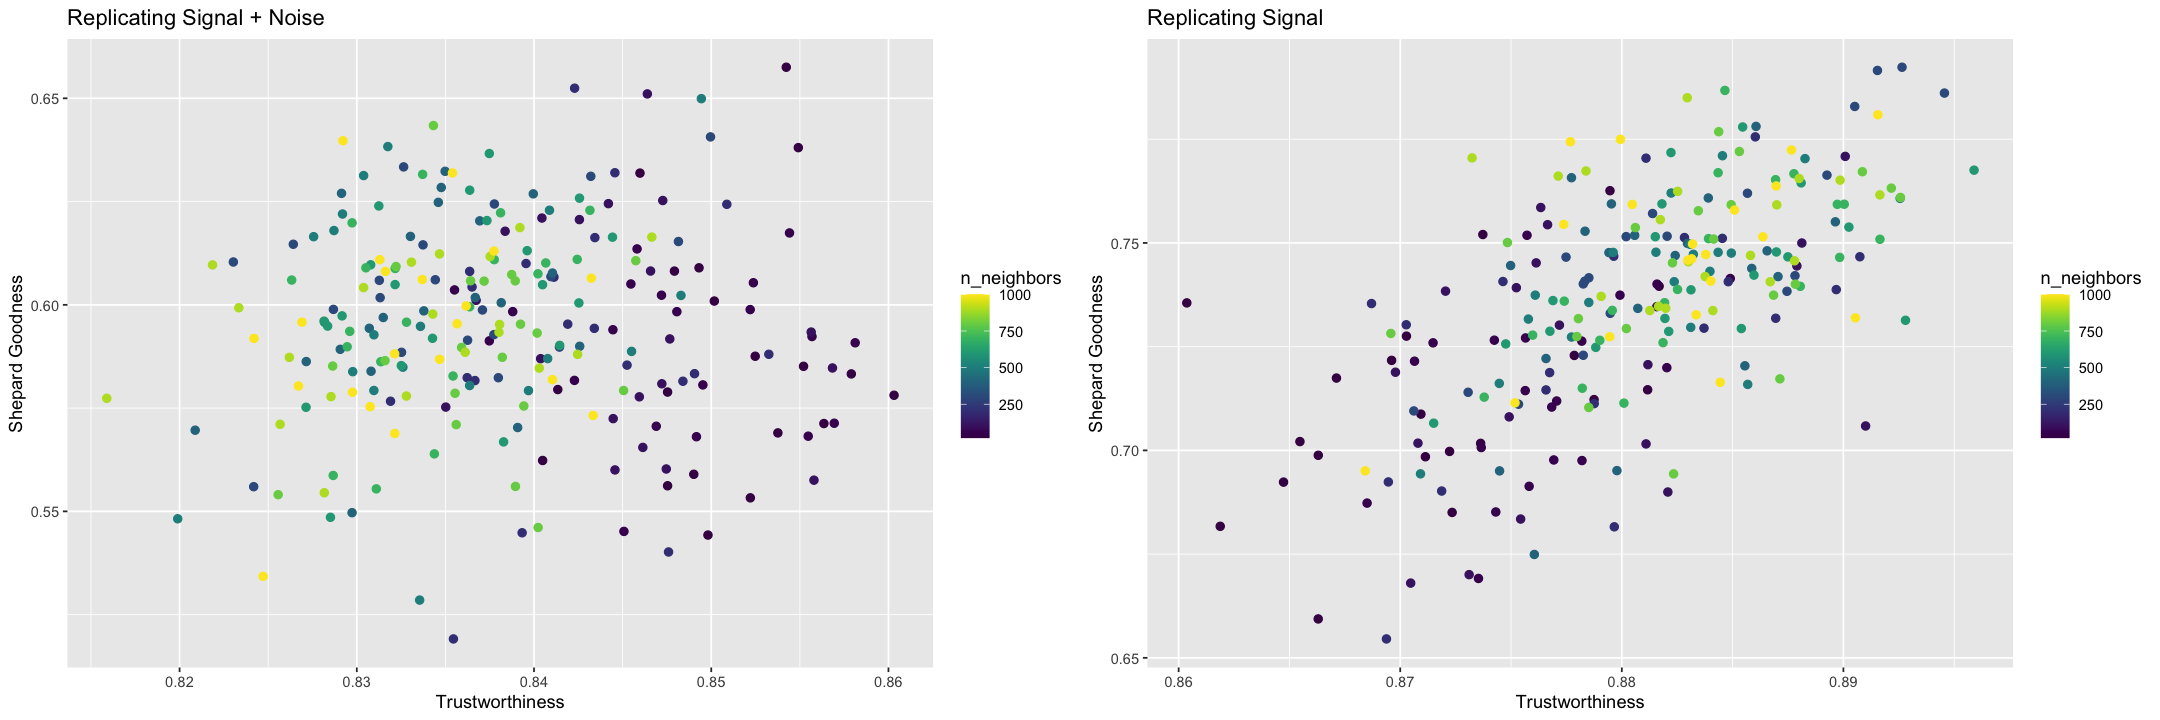 Replicating Signal + Noise
Shepard Goodness
0.65
0.60
0.55
0.82
0.83
0.84
0.85
0.86
Trustworthiness
n_neighbors
1000
750
500
250
Replicating Signal
Shepard Goodness
0.75
0.70
0.65
0.86
0.87
0.88
0.89
Trustworthiness
n_neighbors
1000
750
500
250